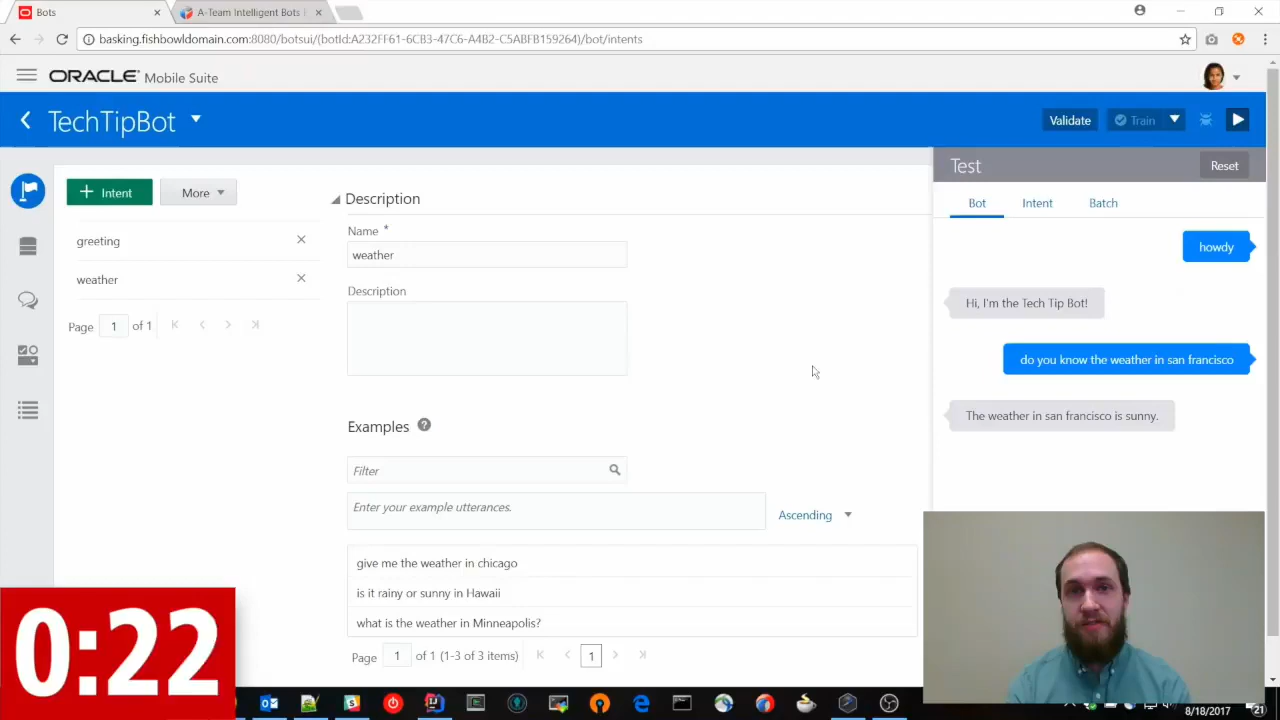 Bots
A-Team Intelligent Bots
basking.fishbowldomain.com:8080/botsui/(botId:A232FF61-6CB3-47C6-A4B2-C5ABFB159264)/bot/intents
ORACLE Mobile Suite
TechTipBot
Validate
Train
Intent
More
greeting
weather
Page 1 of 1
Description
Name *
weather
Description
Examples
Filter
Enter your example utterances.
Ascending
give me the weather in chicago
is it rainy or sunny in Hawaii
what is the weather in Minneapolis?
Page 1 of 1 (1-3 of 3 items) 1
Test
Reset
Bot Intent Batch
howdy
Hi, I'm the Tech Tip Bot!
do you know the weather in san francisco
The weather in san francisco is sunny.
0:22
8/18/2017
21